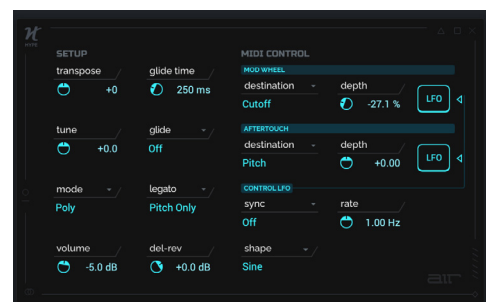 HYPE
SETUP
transpose
+0
glide time
250 ms
tune
+0.0
glide
Off
mode
Poly
legato
Pitch Only
volume
-5.0 dB
del-rev
+0.0 dB
MIDI CONTROL
MOD WHEEL
destination
Cutoff
depth
-27.1 %
LFO
AFTERTOUCH
destination
Pitch
depth
+0.00
LFO
CONTROL LFO
sync
Off
rate
1.00 Hz
shape
Sine
air